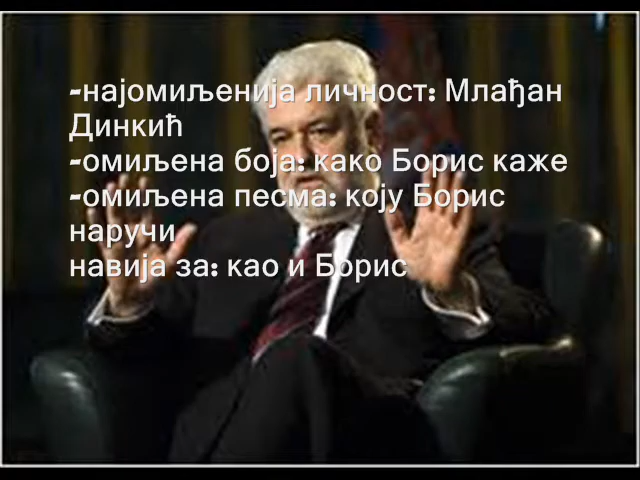 -најомиљенија личност: Млађан
Динкић
-омиљена боја: како Борис каже
-омиљена песма: коју Борис
наручи
навија за: као и Борис